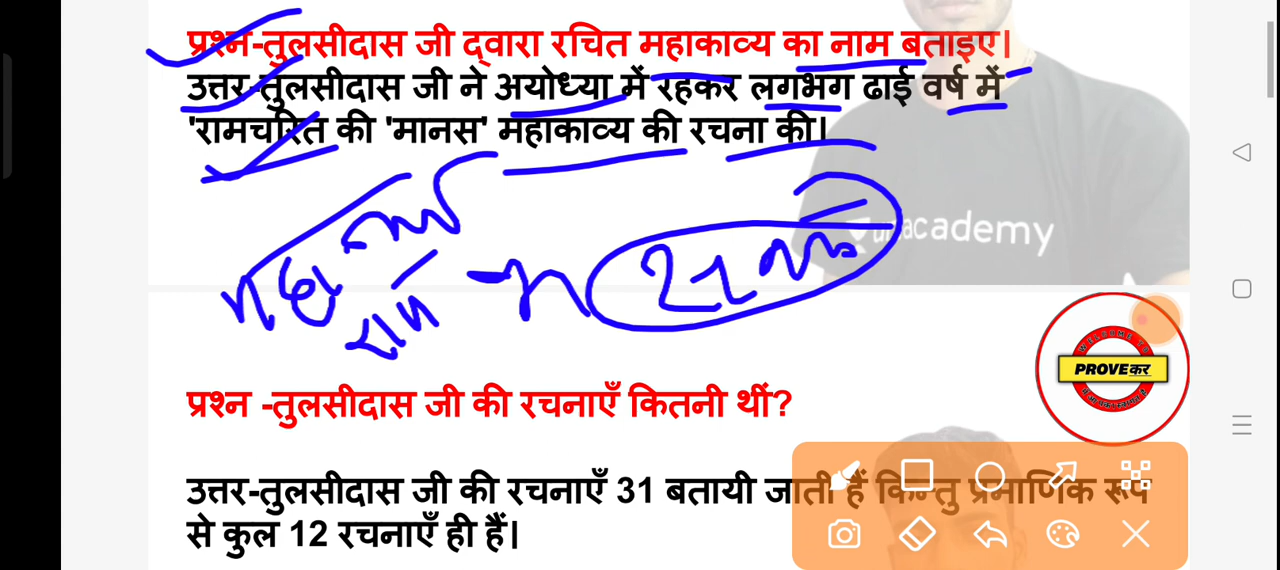 प्रश्न-तुलसीदास जी द्वारा रचित महाकाव्य का नाम बताइए।
उत्तर-तुलसीदास जी ने अयोध्या में रहकर लगभग ढाई वर्ष में
'रामचरित की 'मानस' महाकाव्य की रचना की।
academy
PROVEकर
प्रश्न -तुलसीदास जी की रचनाएँ कितनी थीं?
उत्तर-तुलसीदास जी की रचनाएँ 31 बतायी जाती हैं किन्तु प्रमाणिक रूप
से कुल 12 रचनाएँ ही हैं।